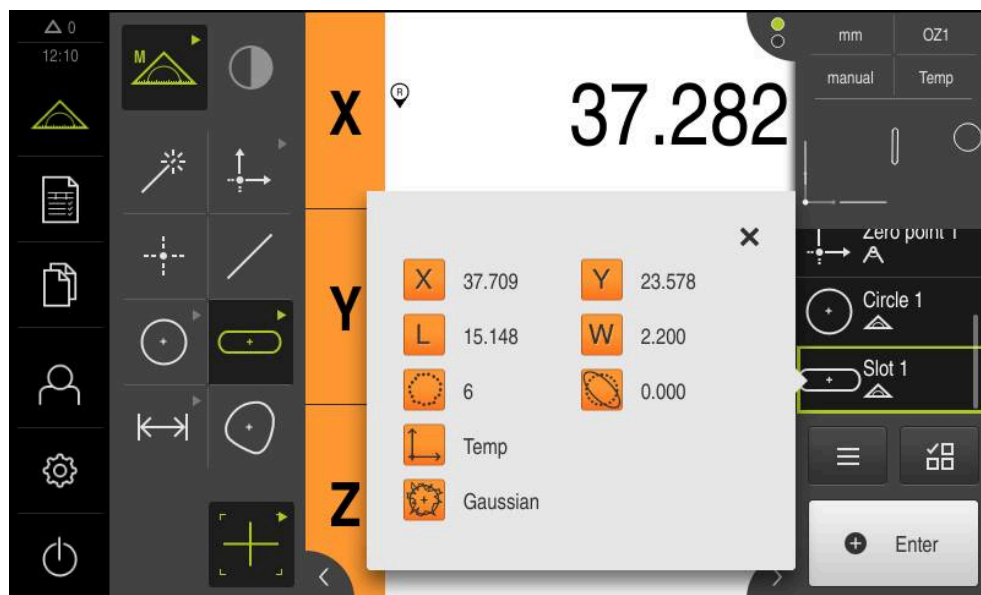 0
12:10
M
X
R
37.282
mm
OZ1
manual
Temp
Zero point 1
Circle 1
Slot 1
Y
Z
X 37.709 Y 23.578
L 15.148 W 2.200
6 0.000
Temp
Gaussian
Enter